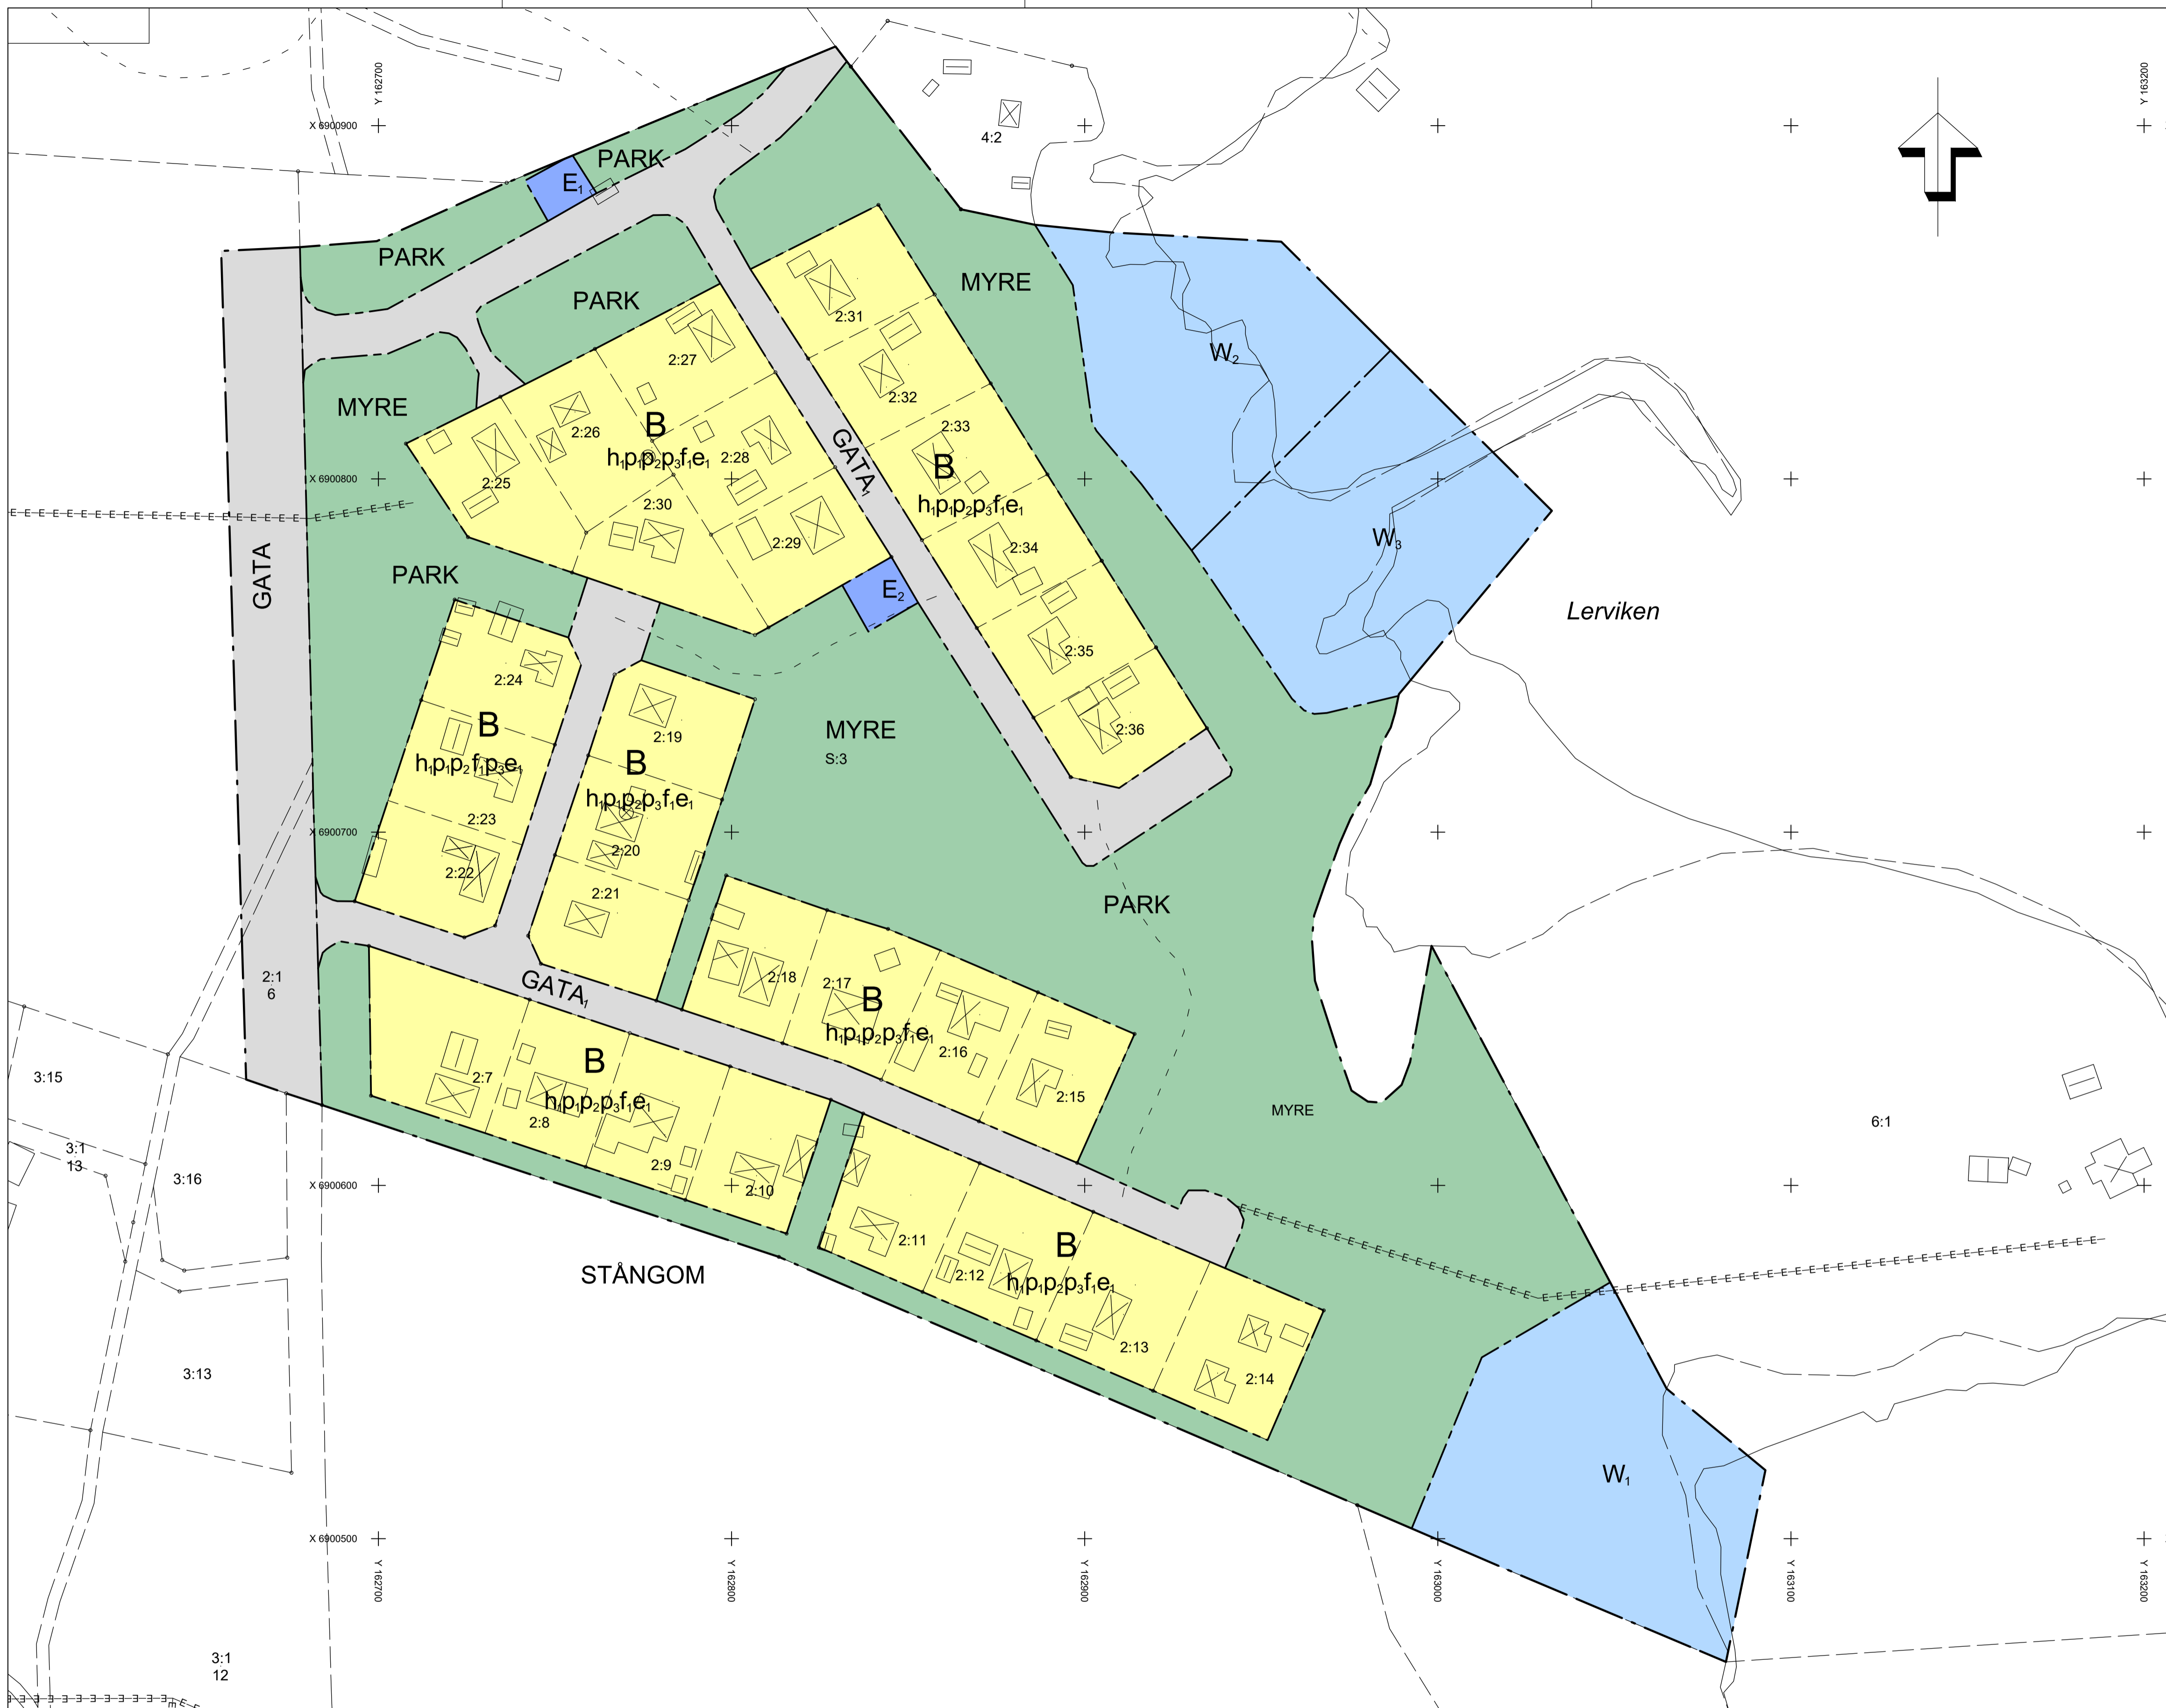 Y 162700
Y 163200
X 6900900
4:2
PARK
E1
PARK
MYRE
PARK
2:31
W2
2:27
2:32
MYRE
2:26
B
2:33
h1p1p2p3f1e1
2:28
GATA1
B
2:25
X 6900800
h1p1p2p3f1e1
E E E E E E E E E E E E E E E E E E E E E E E E E E E E
2:30
2:29
2:34
W3
GATA
PARK
E2
Lerviken
2:35
2:24
B
2:19
MYRE
2:36
S:3
h1p1p2f1p3e1
B
h1p1p2p3f1e1
2:23
X 6900700
2:20
2:22
2:21
PARK
2:1
6
GATA1
2:18
2:17
B
h1p1p2p3f1e1
2:16
3:15
B
2:7
2:15
h1p1p2p3f1e1
MYRE
2:8
6:1
3:1
13
3:16
2:9
2:10
X 6900600
2:11
B
STÅNGOM
2:12
h1p1p2p3f1e1
2:13
3:13
2:14
W1
X 6900500
Y 162700
Y 162800
Y 162900
Y 163000
Y 163100
Y 163200
3:1
12